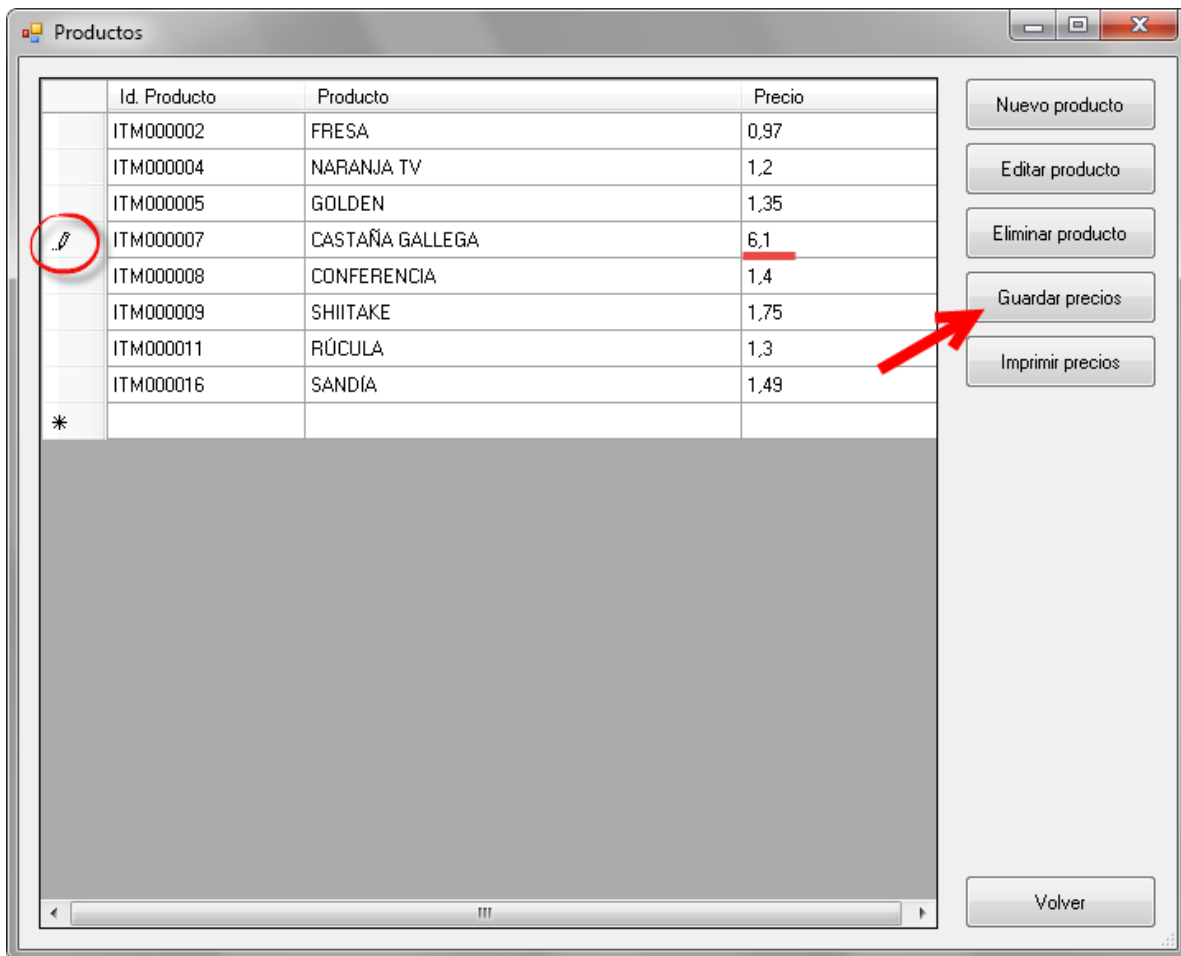 Productos
Id. Producto Producto Precio
ITM000002 FRESA 0,97
ITM000004 NARANJA TV 1,2
ITM000005 GOLDEN 1,35
ITM000007 CASTAÑA GALLEGA 6,1
ITM000008 CONFERENCIA 1,4
ITM000009 SHIITAKE 1,75
ITM000011 RÚCULA 1,3
ITM000016 SANDÍA 1,49
Nuevo producto
Editar producto
Eliminar producto
Guardar precios
Imprimir precios
Volver